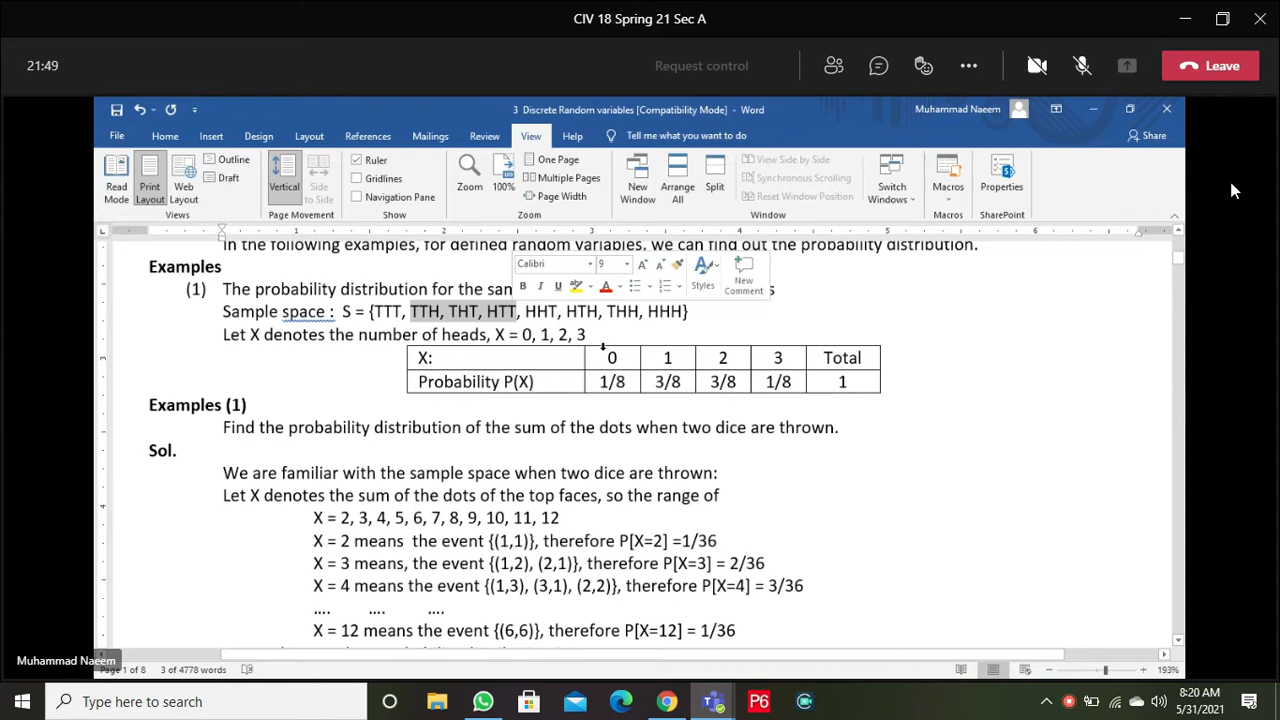 CIV 18 Spring 21 Sec A
21:49
Request control
Leave
3 Discrete Random variables [Compatibility Mode] - Word
Muhammad Naeem
File Home Insert Design Layout References Mailings Review View Help Tell me what you want to do
Share
Read Mode
Print Layout
Web Layout
Outline
Draft
Views
Vertical
Side to Side
Page Movement
Ruler
Gridlines
Navigation Pane
Show
Zoom
100%
One Page
Multiple Pages
Page Width
Zoom
New Window
Arrange All
Split
View Side by Side
Synchronous Scrolling
Reset Window Position
Switch Windows
Window
Macros
Macros
Properties
SharePoint
1 2 3 4 5 6 7
In the following examples, for defined random variables, we can find out the probability distribution.
Examples
(1) The probability distribution for the sam
s
Calibri 9
B I U
Styles
New Comment
Sample space : S = {TTT, TTH, THT, HTT, HHT, HTH, THH, HHH}
Let X denotes the number of heads, X = 0, 1, 2, 3
X: 0 1 2 3 Total
Probability P(X) 1/8 3/8 3/8 1/8 1
Examples (1)
Find the probability distribution of the sum of the dots when two dice are thrown.
Sol.
We are familiar with the sample space when two dice are thrown:
Let X denotes the sum of the dots of the top faces, so the range of
X = 2, 3, 4, 5, 6, 7, 8, 9, 10, 11, 12
X = 2 means the event {(1,1)}, therefore P[X=2] =1/36
X = 3 means, the event {(1,2), (2,1)}, therefore P[X=3] = 2/36
X = 4 means the event {(1,3), (3,1), (2,2)}, therefore P[X=4] = 3/36
.... .... ....
X = 12 means the event {(6,6)}, therefore P[X=12] = 1/36
3
4
Muhammad Naeem
Page 1 of 8 3 of 4778 words
193%
Type here to search
P6
8:20 AM
5/31/2021